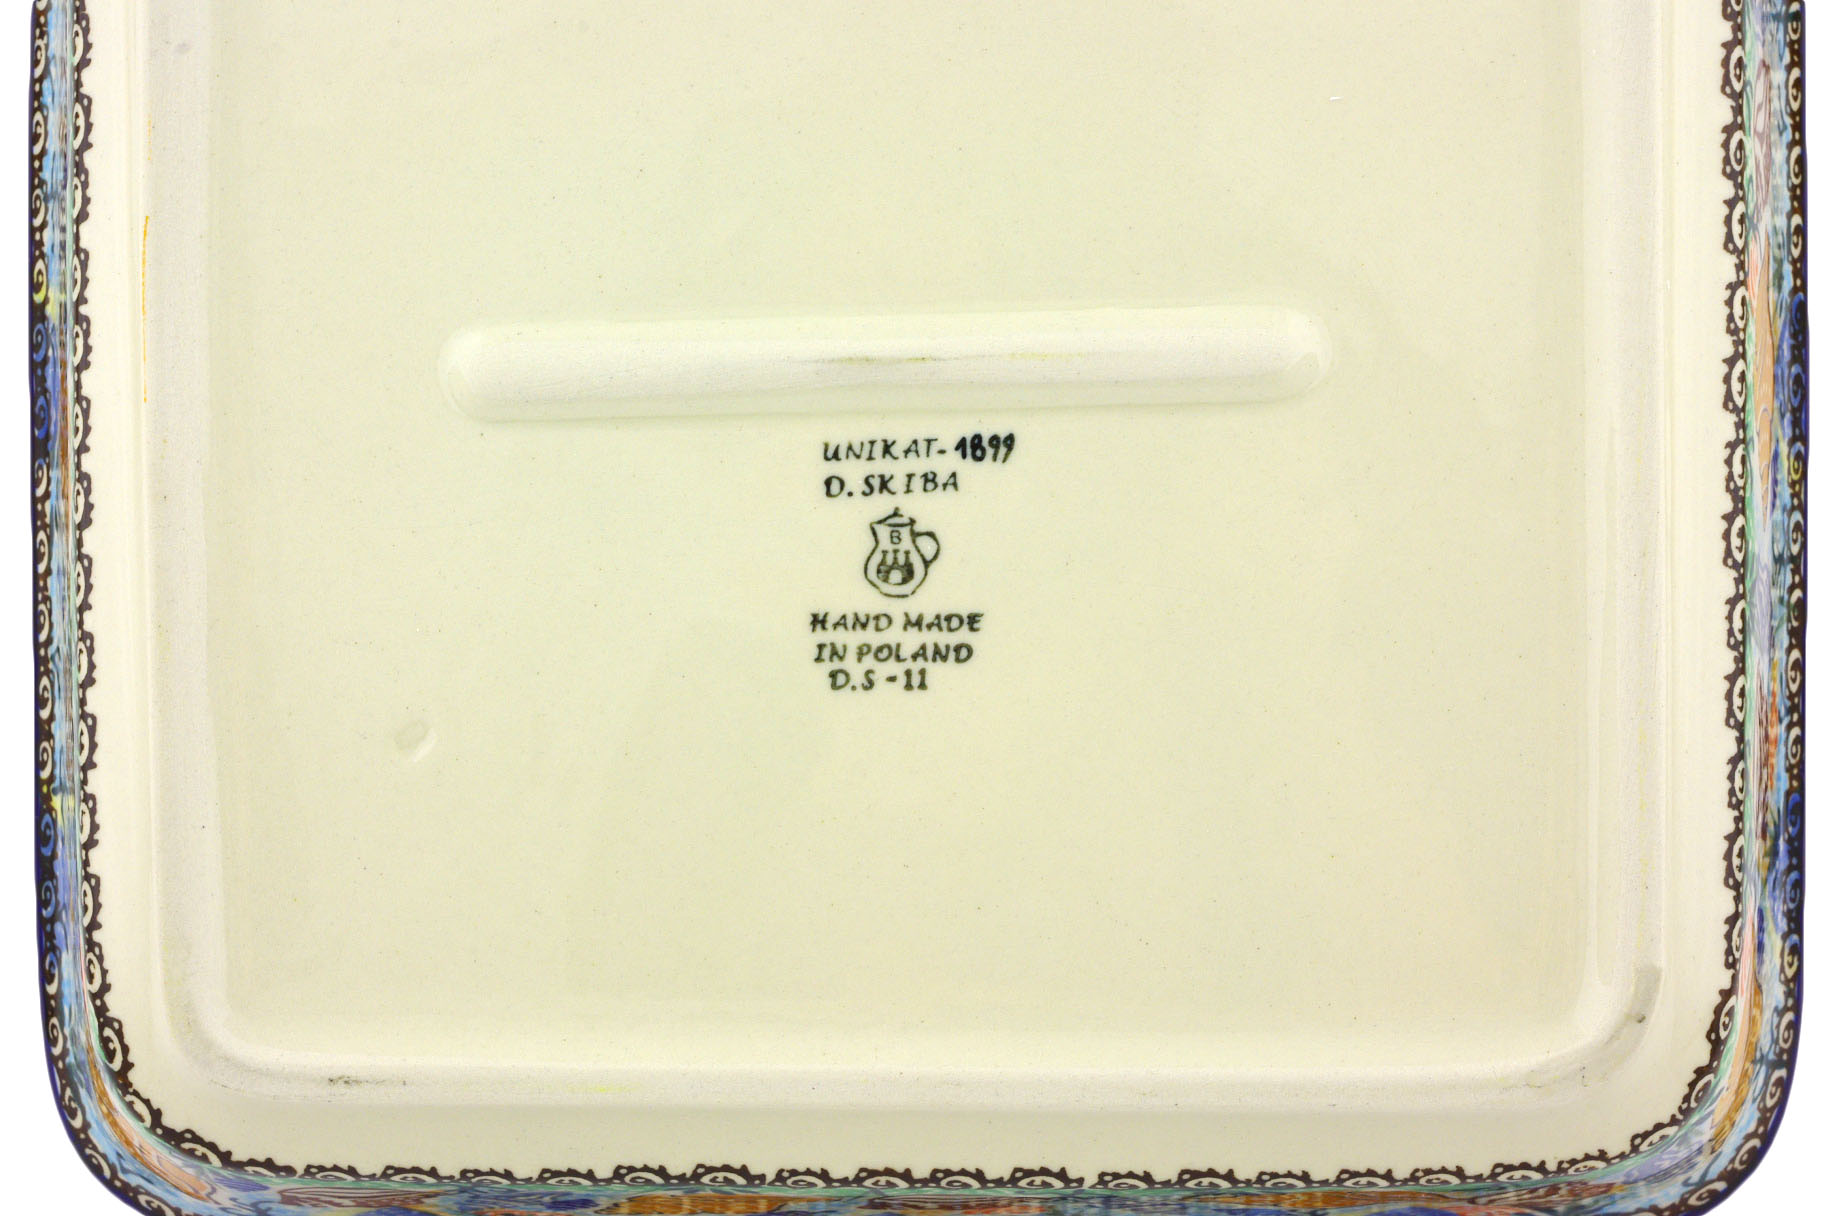 UNIKAT-1899
D. SKIBA
B
HAND MADE
IN POLAND
D.S-11